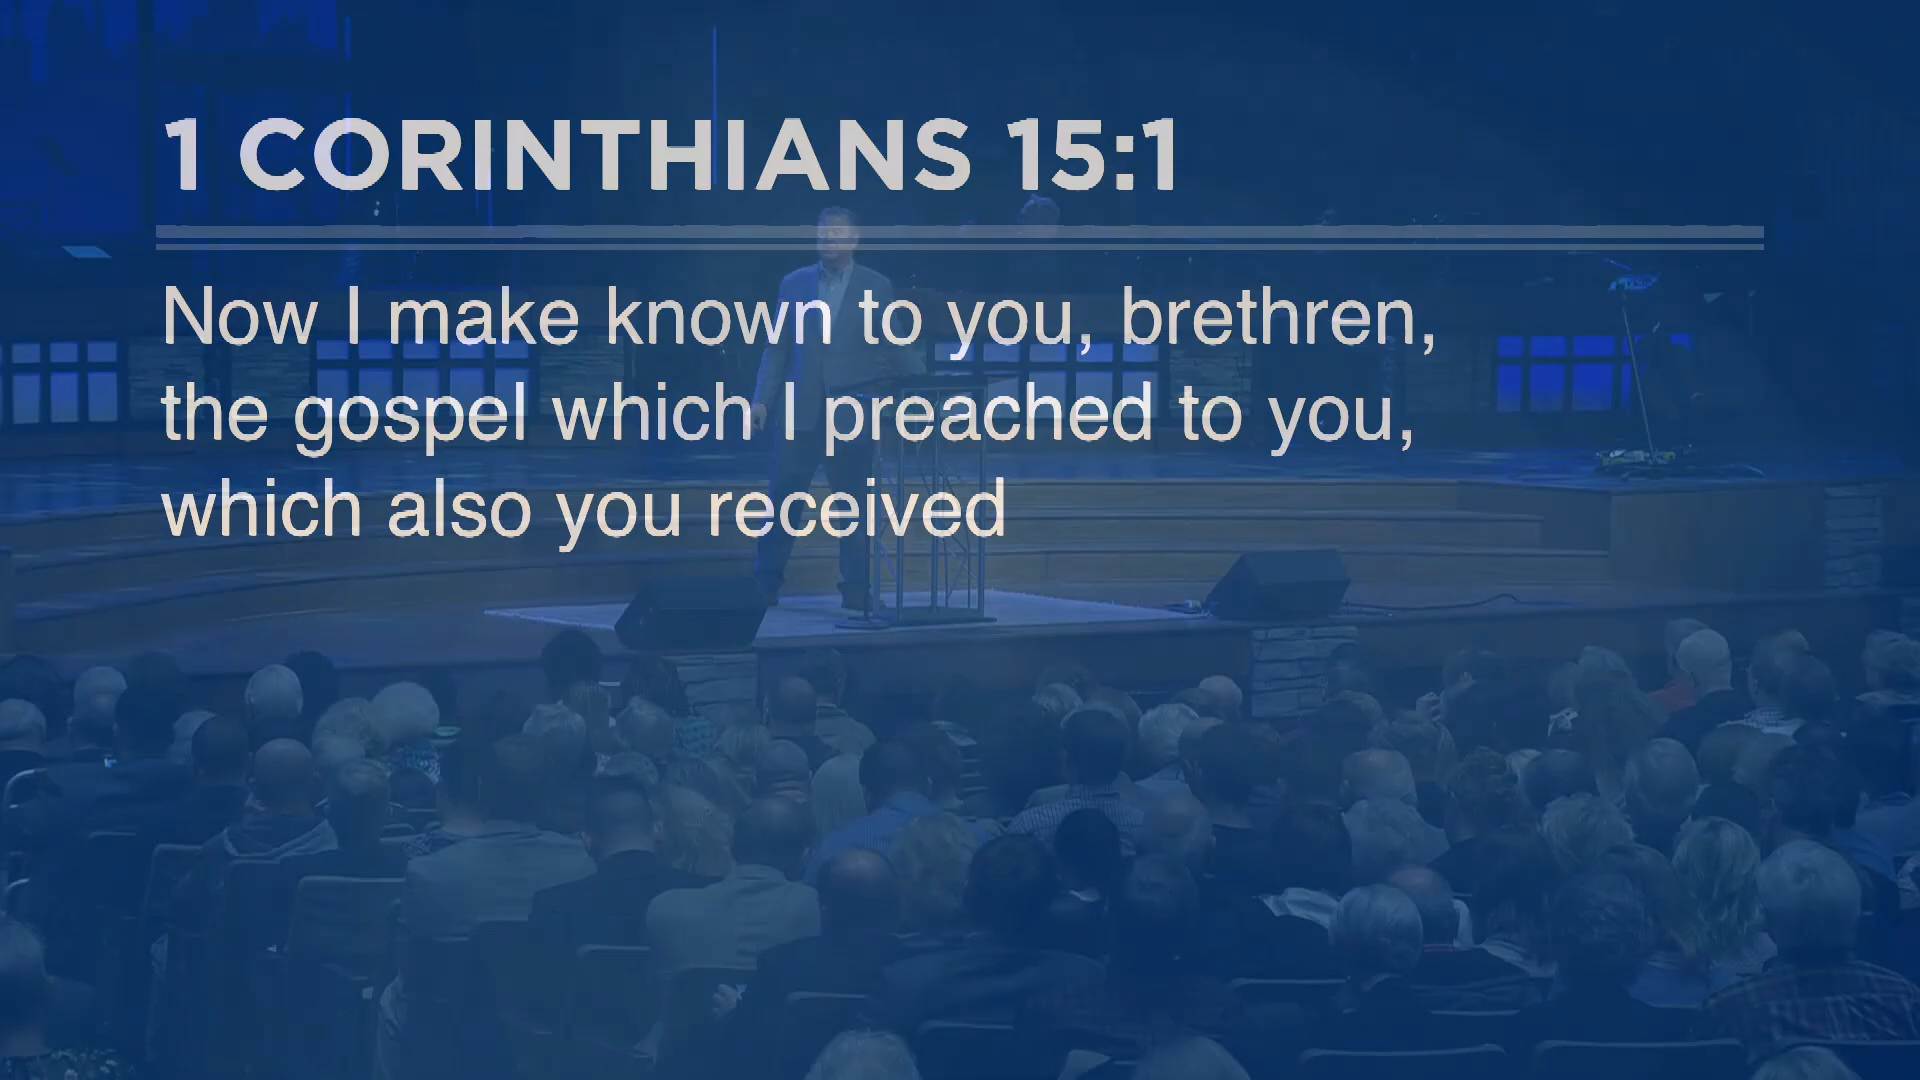 1 CORINTHIANS 15:1
Now I make known to you, brethren,
the gospel which I preached to you,
which also you received